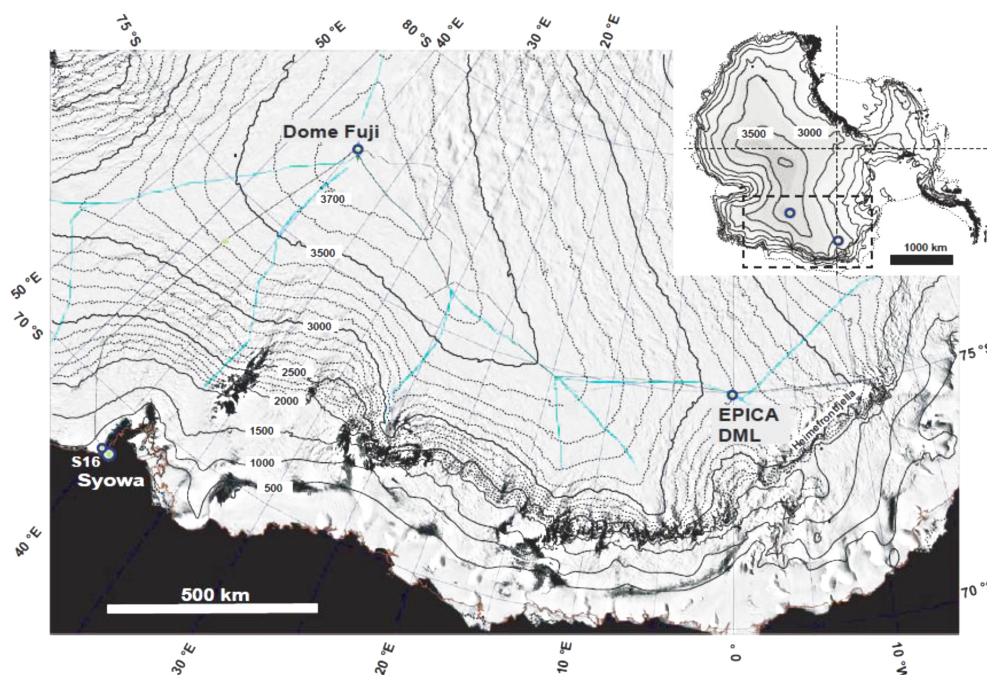 75 °S
50 °E
80 °S
40 °E
30 °E
20 °E
Dome Fuji
3700
3500
3500
3000
1000 km
50 °E
70 °S
3000
2500
2000
1500
1000
500
S16
Syowa
EPICA
DML
Heimefrontfjella
75 °S
40 °E
500 km
70 °S
30 °E
20 °E
10 °E
0°
10 °W